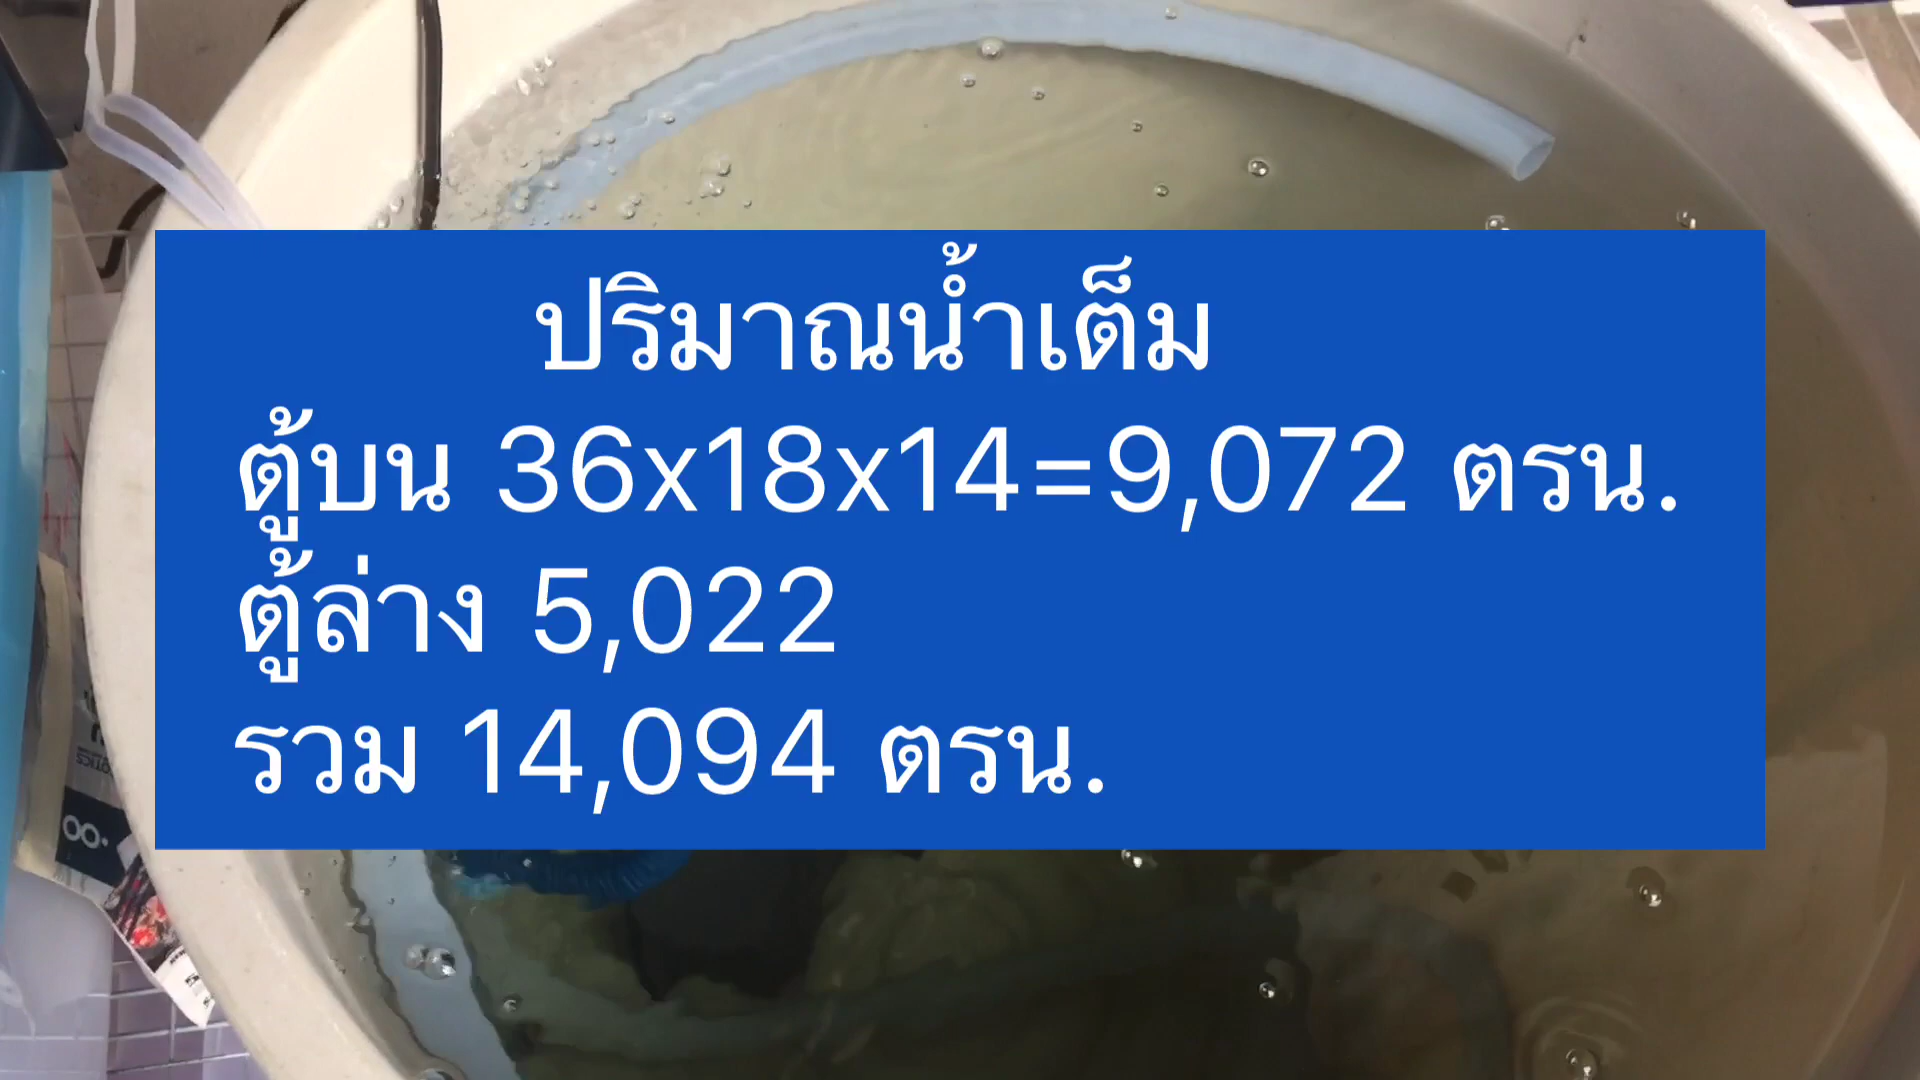 ปริมาณน้ำเต็ม
ตู้บน 36x18x14=9,072 ตรน.
ตู้ล่าง 5,022
รวม 14,094 ตรน.